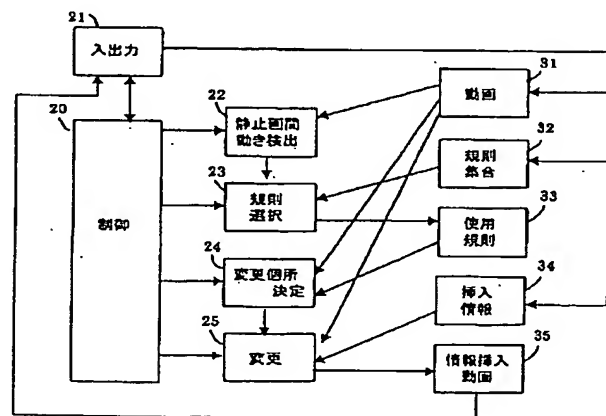 21
入出力
20
制御
22
静止画間
動き検出
23
規則
選択
24
変更個所
決定
25
変更
31
動画
32
規則
集合
33
使用
規則
34
挿入
情報
35
情報挿入
動画